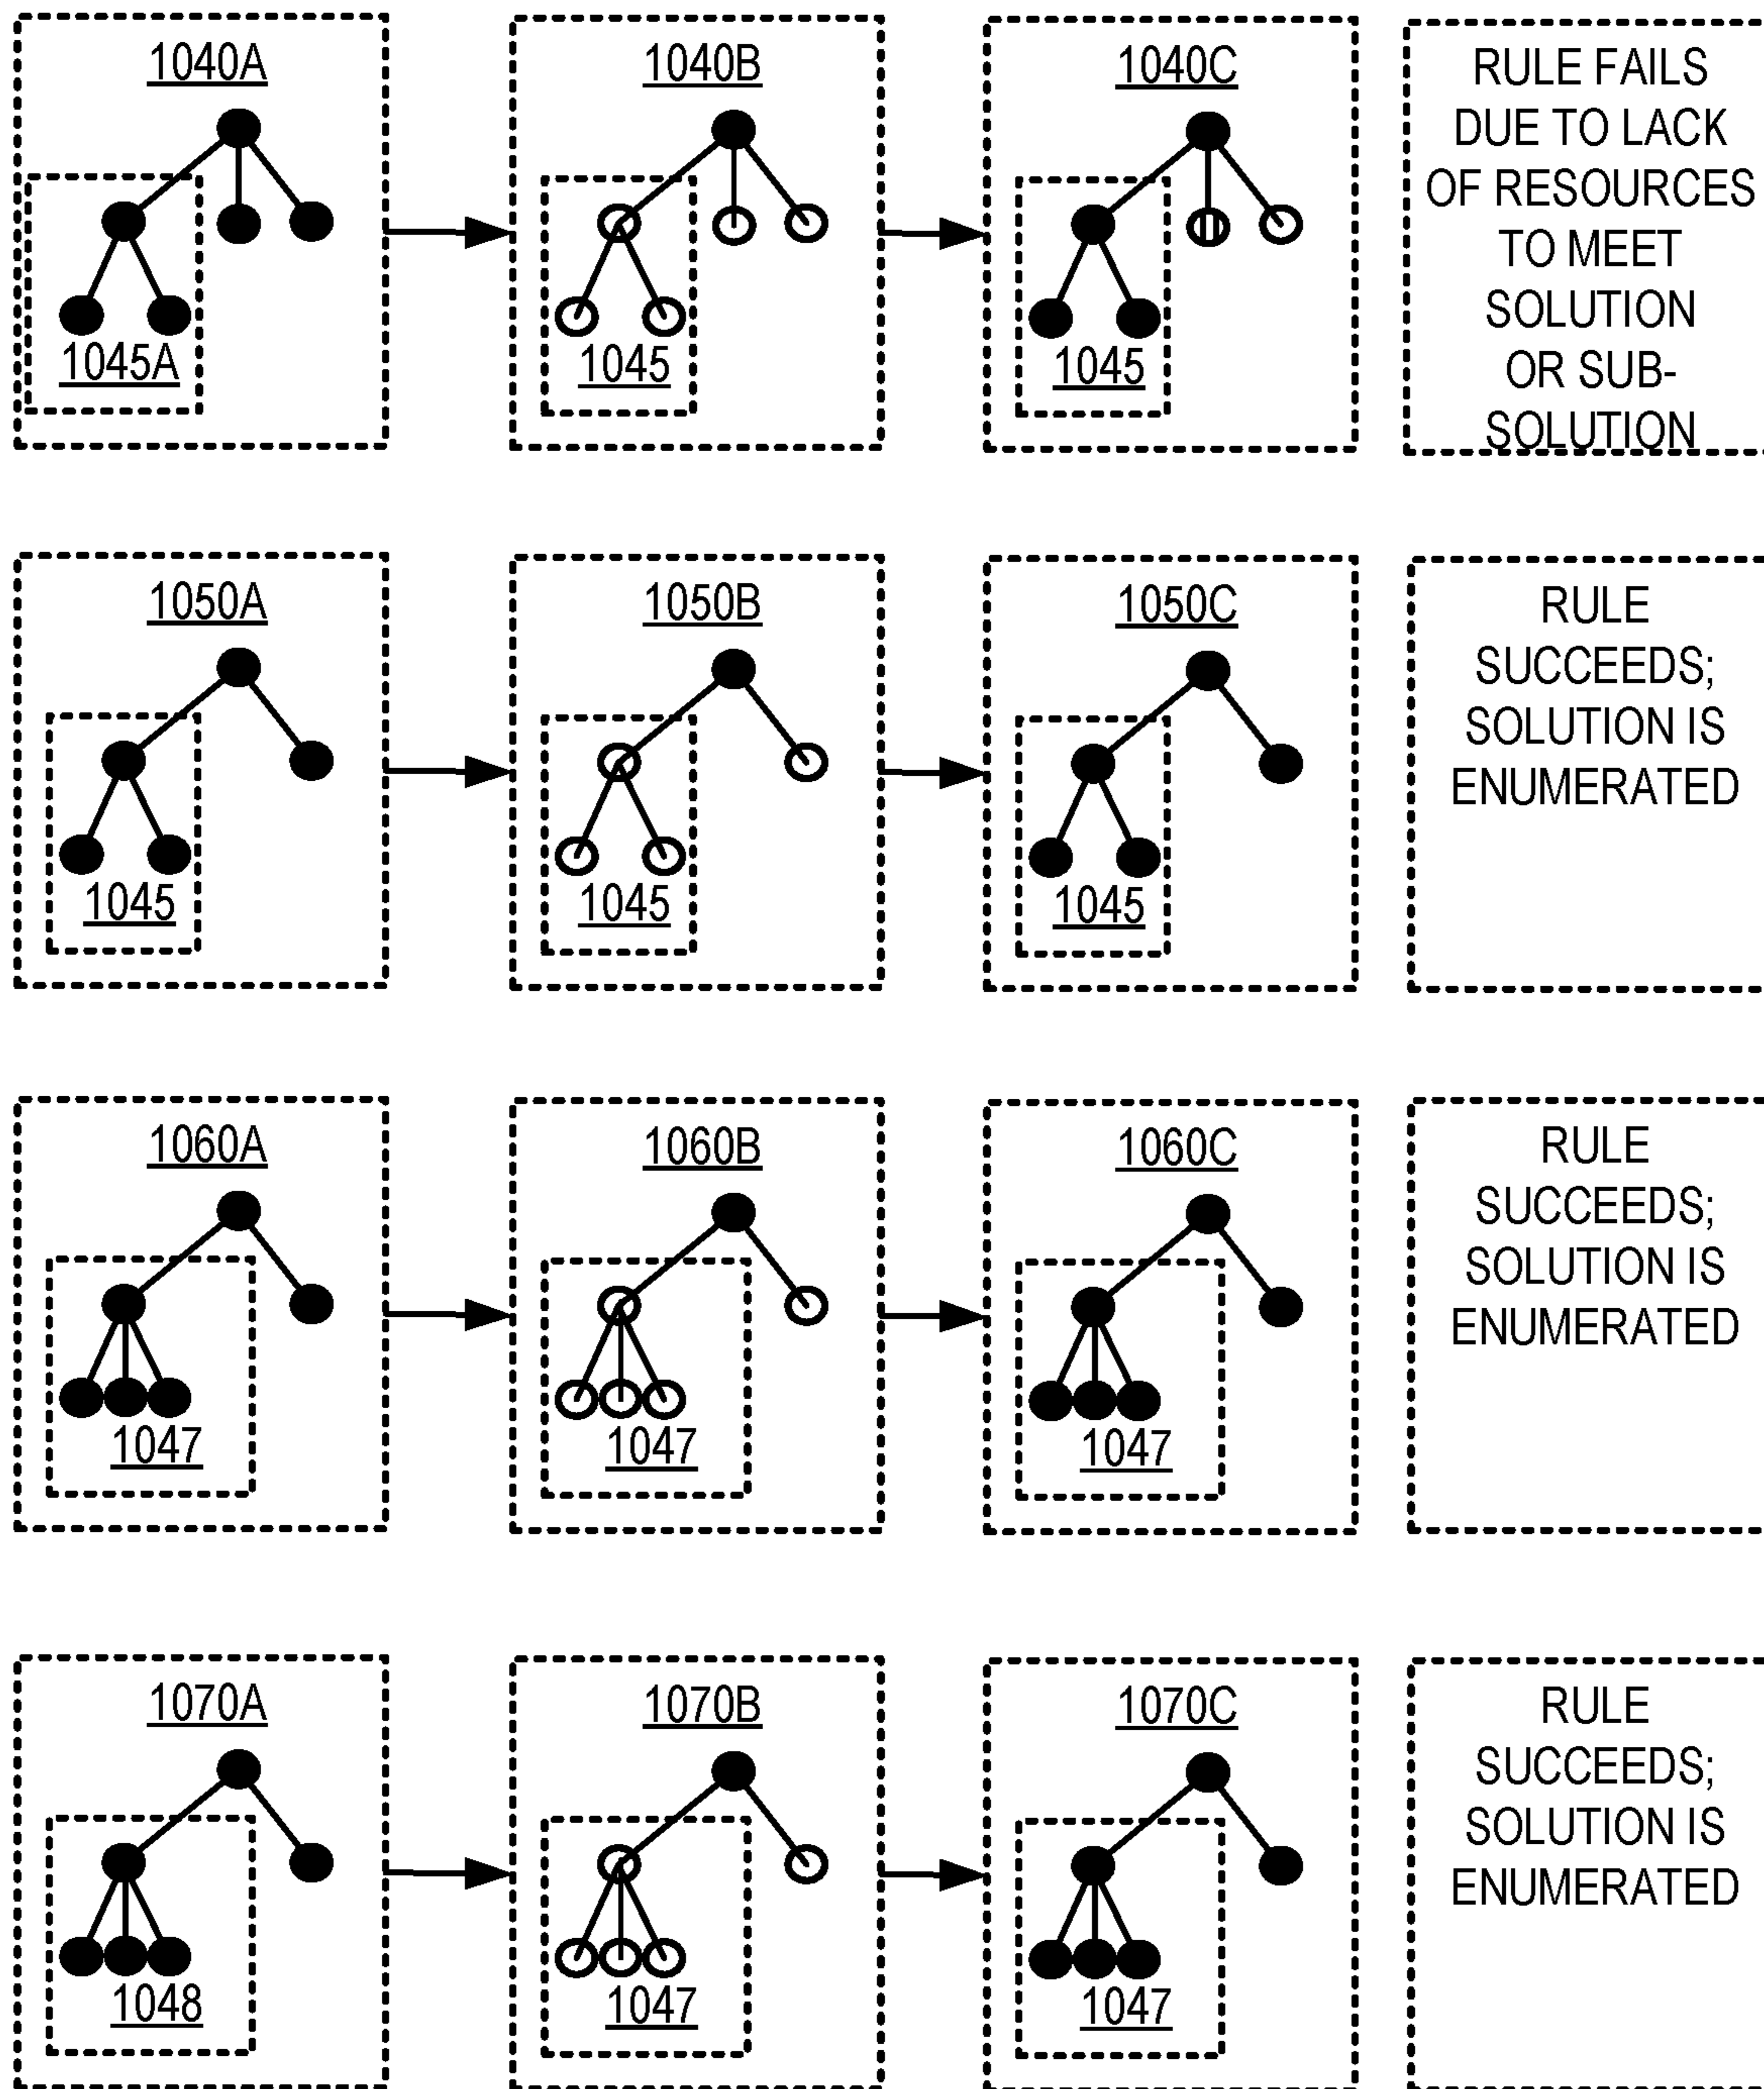 1040A
1040B
1040C
1045A
1045
1045
RULE FAILS
DUE TO LACK
OF RESOURCES
TO MEET
SOLUTION
OR SUB-
SOLUTION
1050A
1050B
1050C
1045
1045
1045
RULE
SUCCEEDS;
SOLUTION IS
ENUMERATED
1060A
1060B
1060C
1047
1047
1047
RULE
SUCCEEDS;
SOLUTION IS
ENUMERATED
1070A
1070B
1070C
1048
1047
1047
RULE
SUCCEEDS;
SOLUTION IS
ENUMERATED